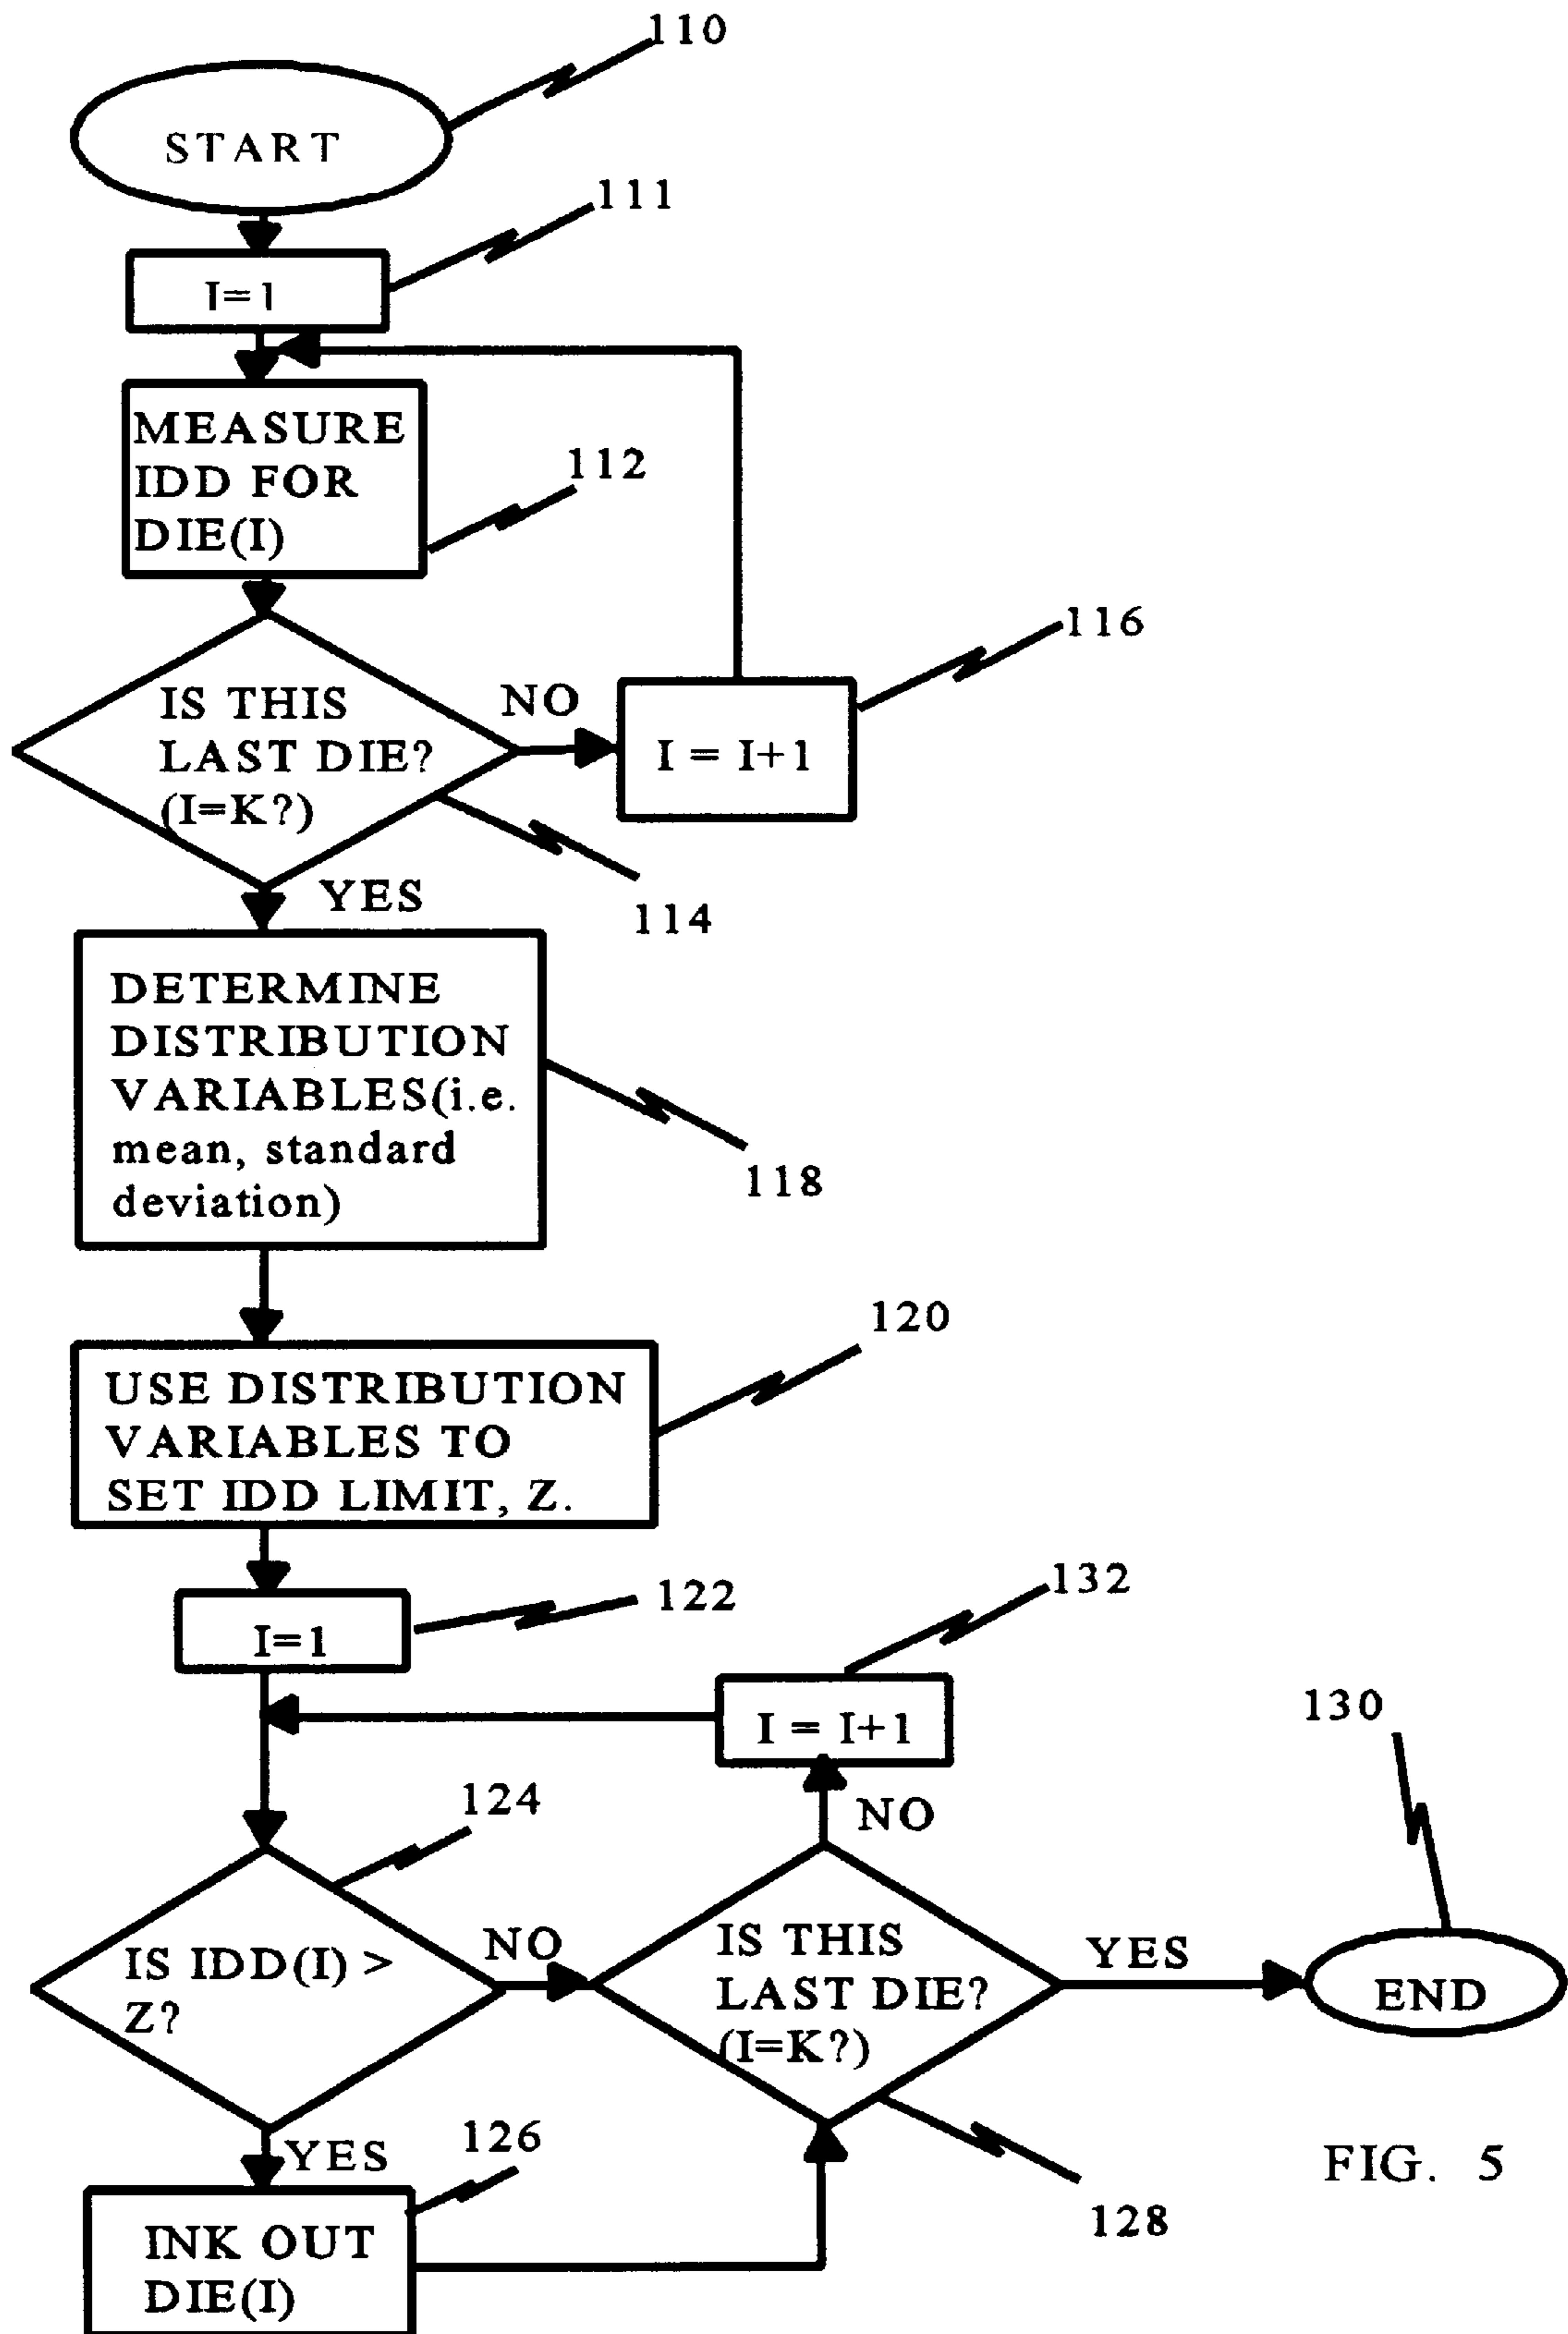 110
START
111
I=1
MEASURE
IDD FOR
DIE(I)
112
116
IS THIS
LAST DIE?
(I=K?)
NO
I = I+1
YES
114
DETERMINE
DISTRIBUTION
VARIABLES(i.e.
mean, standard
deviation)
118
120
USE DISTRIBUTION
VARIABLES TO
SET IDD LIMIT, Z.
122
I=1
132
I = I+1
130
124
NO
IS IDD(I) >
Z?
NO
IS THIS
LAST DIE?
(I=K?)
YES
END
YES
126
INK OUT
DIE(I)
128
FIG. 5